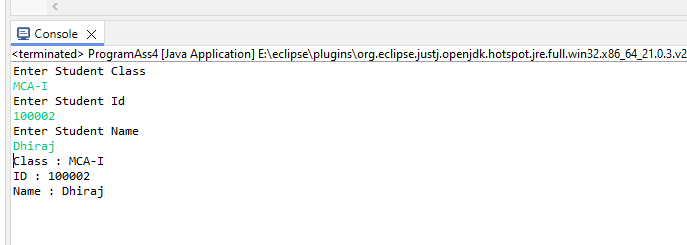 Console
<terminated> ProgramAss4 [Java Application] E:\eclipse\plugins\org.eclipse.justj.openjdk.hotspot.jre.full.win32.x86_64_21.0.3.v2
Enter Student Class
MCA-I
Enter Student Id
100002
Enter Student Name
Dhiraj
Class : MCA-I
ID : 100002
Name : Dhiraj